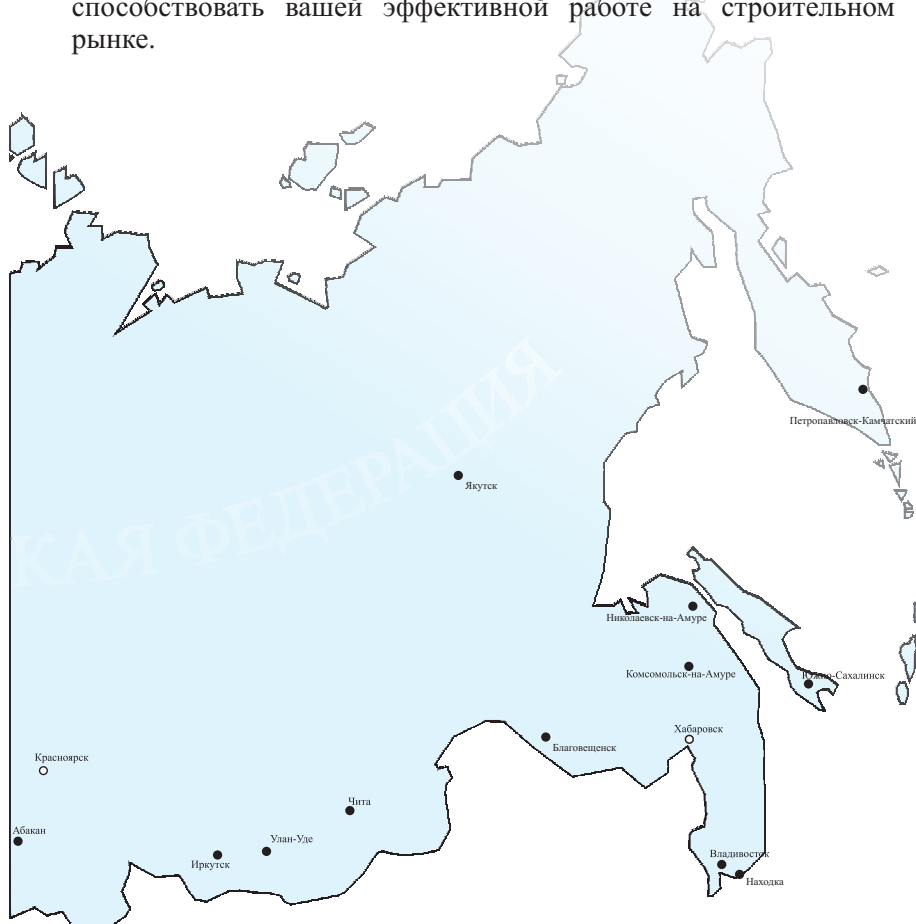 способствовать вашей эффективной работе на строительном
рынке.
Петропавловск-Камчатский
Якутск
КАЯ ФЕДЕРАЦИЯ
Николаевск-на-Амуре
Комсомольск-на-Амуре
Южно-Сахалинск
Хабаровск
Благовещенск
Красноярск
Чита
Абакан
Улан-Уде
Иркутск
Владивосток
Находка